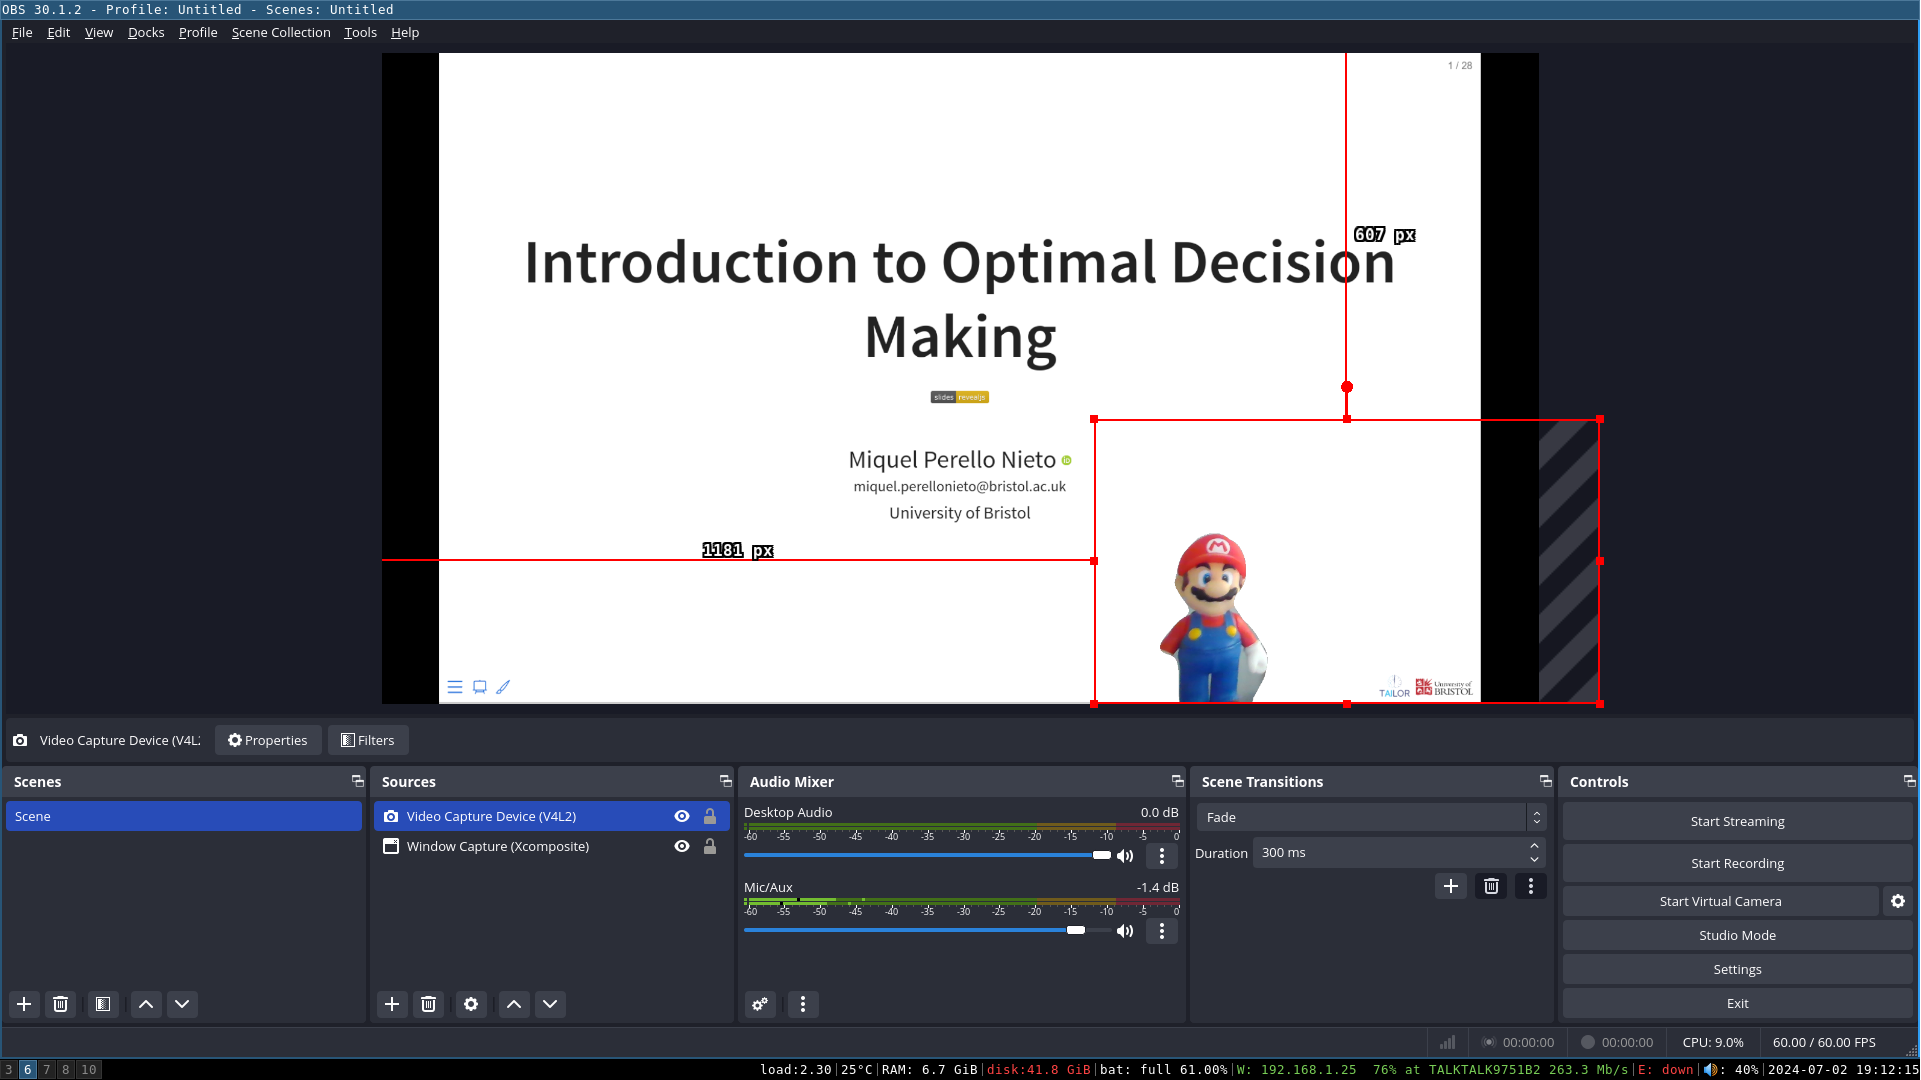 OBS 30.1.2 - Profile: Untitled - Scenes: Untitled
File Edit View Docks Profile Scene Collection Tools Help
1 / 28
607 px
Introduction to Optimal Decision
Making
slides revealjs
Miquel Perello Nieto iD
miquel.perellonieto@bristol.ac.uk
University of Bristol
1181 px
M
TAILOR University of BRISTOL
Video Capture Device (V4L2 Properties Filters
Scenes Sources Audio Mixer Scene Transitions Controls
Scene
Video Capture Device (V4L2)
Window Capture (Xcomposite)
Desktop Audio 0.0 dB
-60 -55 -50 -45 -40 -35 -30 -25 -20 -15 -10 -5 0
Mic/Aux -1.4 dB
-60 -55 -50 -45 -40 -35 -30 -25 -20 -15 -10 -5 0
Fade
Duration 300 ms
Start Streaming
Start Recording
Start Virtual Camera
Studio Mode
Settings
Exit
00:00:00 00:00:00 CPU: 9.0% 60.00 / 60.00 FPS
3 6 7 8 10 load:2.30|25°C|RAM: 6.7 GiB|disk:41.8 GiB|bat: full 61.00%|W: 192.168.1.25 76% at TALKTALK9751B2 263.3 Mb/s|E: down|🔊: 40%|2024-07-02 19:12:15